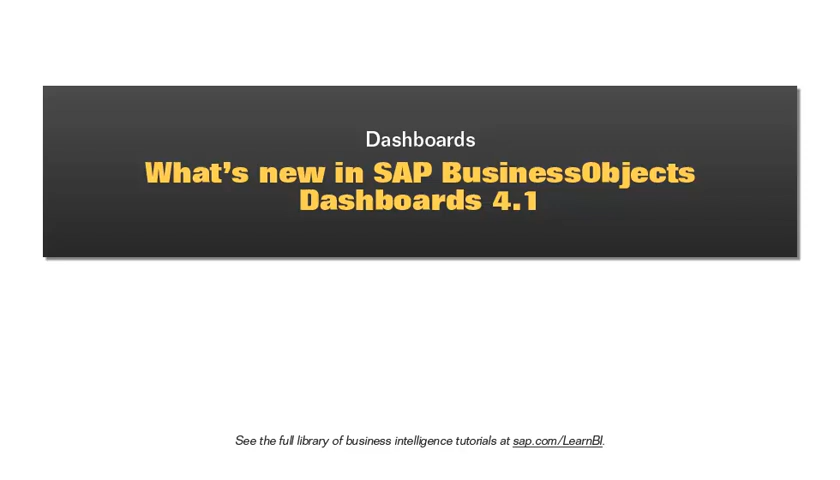 Dashboards
What's new in SAP BusinessObjects
Dashboards 4.1
See the full library of business intelligence tutorials at sap.com/LearnBI.